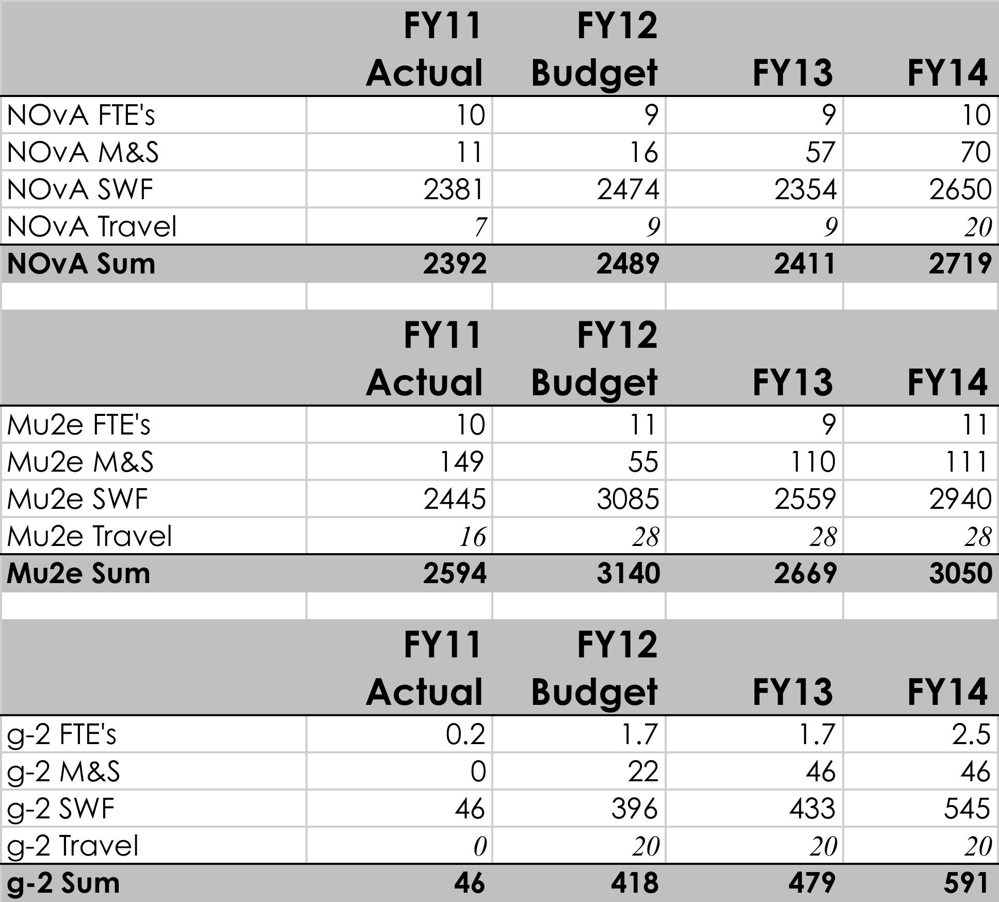 FY11 FY12
Actual Budget FY13 FY14
NOvA FTE's 10 9 9 10
NOvA M&S 11 16 57 70
NOvA SWF 2381 2474 2354 2650
NOvA Travel 7 9 9 20
NOvA Sum 2392 2489 2411 2719
FY11 FY12
Actual Budget FY13 FY14
Mu2e FTE's 10 11 9 11
Mu2e M&S 149 55 110 111
Mu2e SWF 2445 3085 2559 2940
Mu2e Travel 16 28 28 28
Mu2e Sum 2594 3140 2669 3050
FY11 FY12
Actual Budget FY13 FY14
g-2 FTE's 0.2 1.7 1.7 2.5
g-2 M&S 0 22 46 46
g-2 SWF 46 396 433 545
g-2 Travel 0 20 20 20
g-2 Sum 46 418 479 591